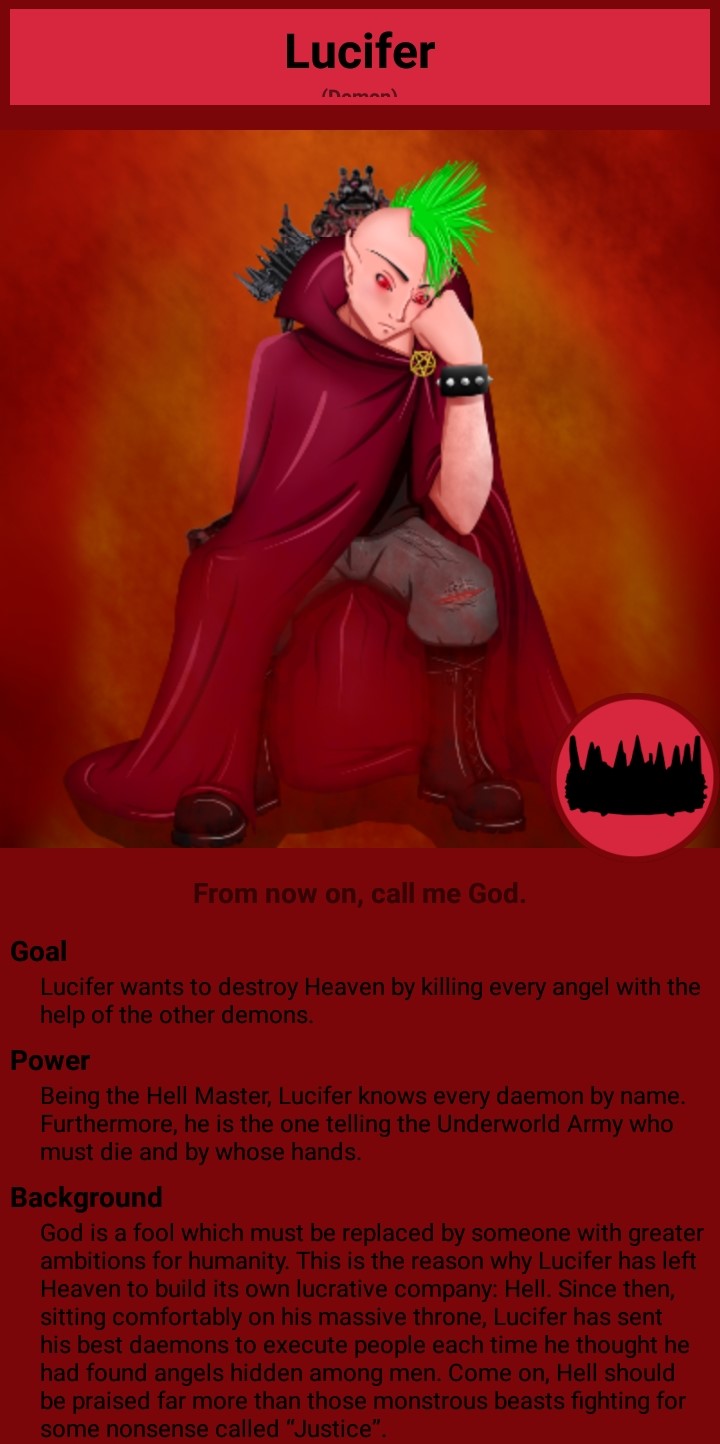 Lucifer
(Demon)
From now on, call me God.
Goal
Lucifer wants to destroy Heaven by killing every angel with the
help of the other demons.
Power
Being the Hell Master, Lucifer knows every daemon by name.
Furthermore, he is the one telling the Underworld Army who
must die and by whose hands.
Background
God is a fool which must be replaced by someone with greater
ambitions for humanity. This is the reason why Lucifer has left
Heaven to build its own lucrative company: Hell. Since then,
sitting comfortably on his massive throne, Lucifer has sent
his best daemons to execute people each time he thought he
had found angels hidden among men. Come on, Hell should
be praised far more than those monstrous beasts fighting for
some nonsense called “Justice”.